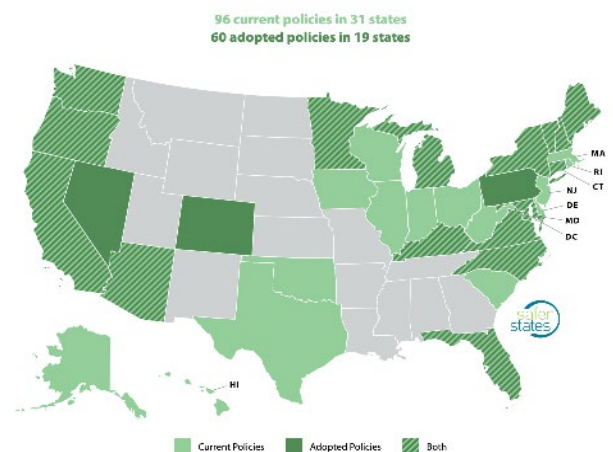 96 current policies in 31 states
60 adopted policies in 19 states
MA
RI
CT
NJ
DE
MD
DC
safer
states
HI
Current Policies
Adopted Policies
Both